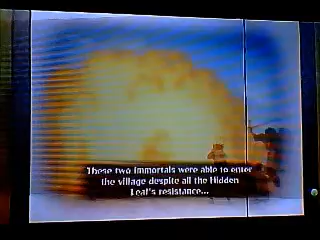 These two immortals were able to enter
the village despite all the Hidden
Leaf's resistance...